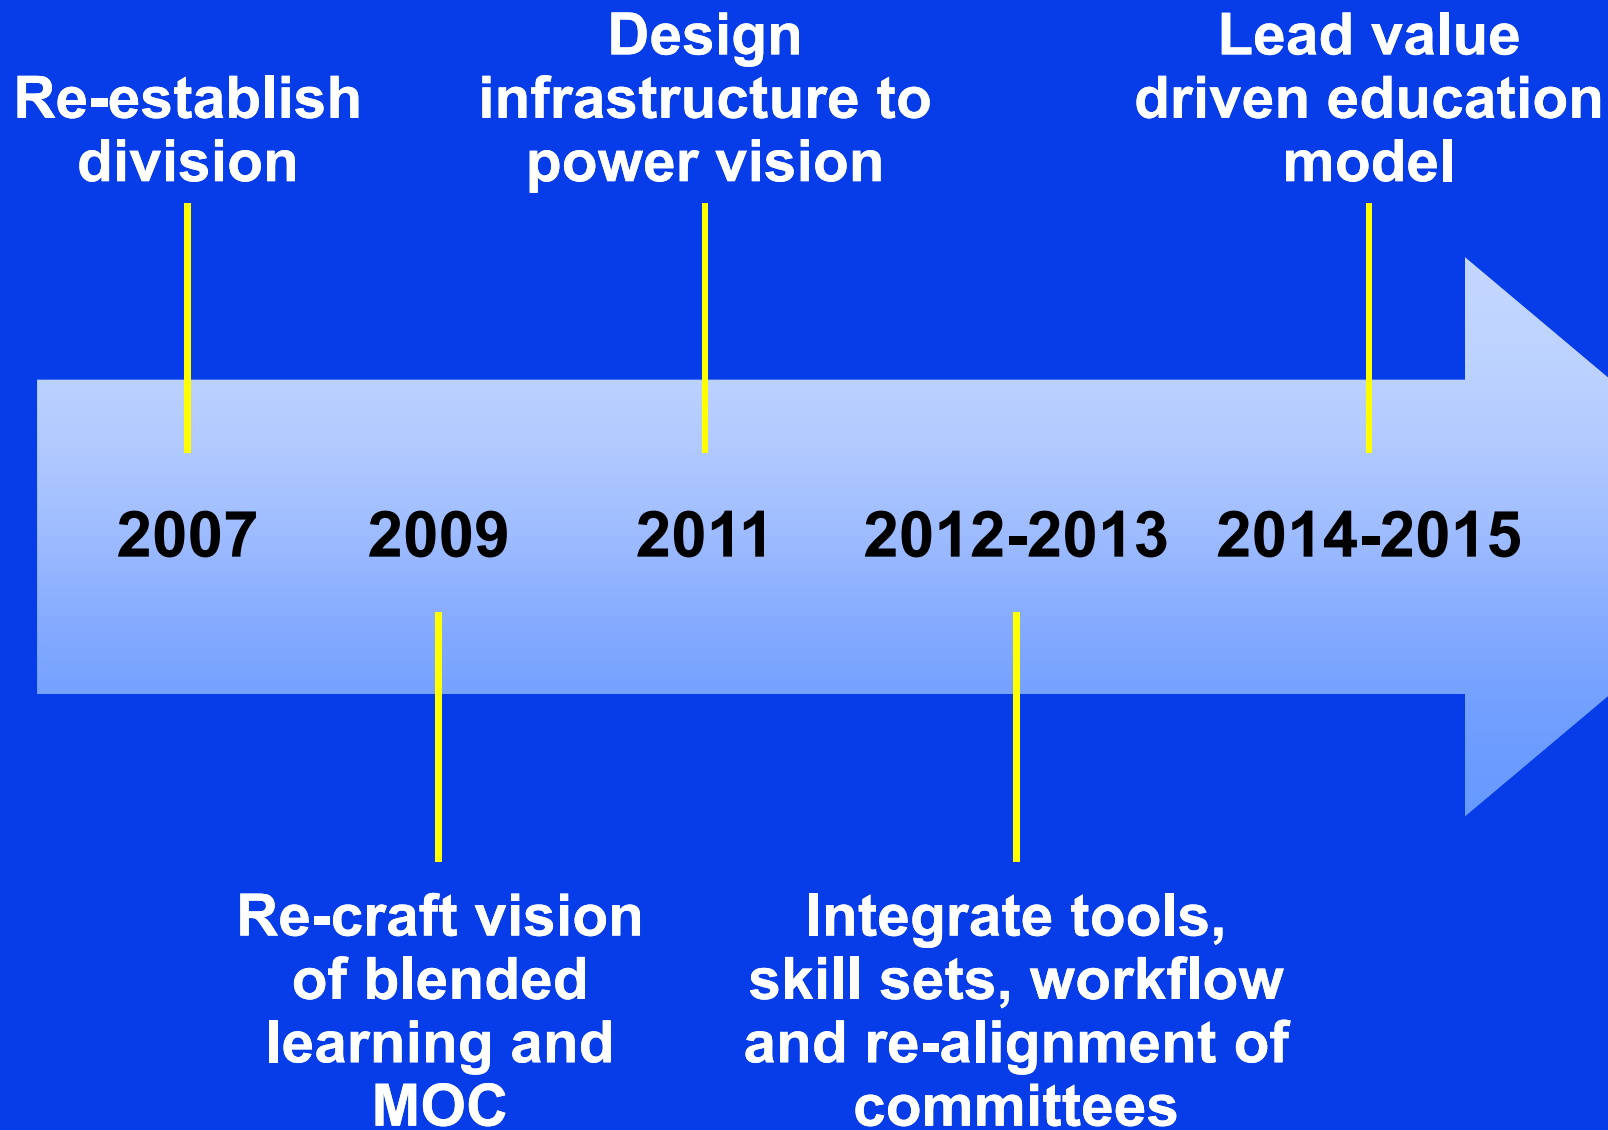 Re-establish
division
Design
infrastructure to
power vision
Lead value
driven education
model
2007
2009
2011
2012-2013
2014-2015
Re-craft vision
of blended
learning and
MOC
Integrate tools,
skill sets, workflow
and re-alignment of
committees